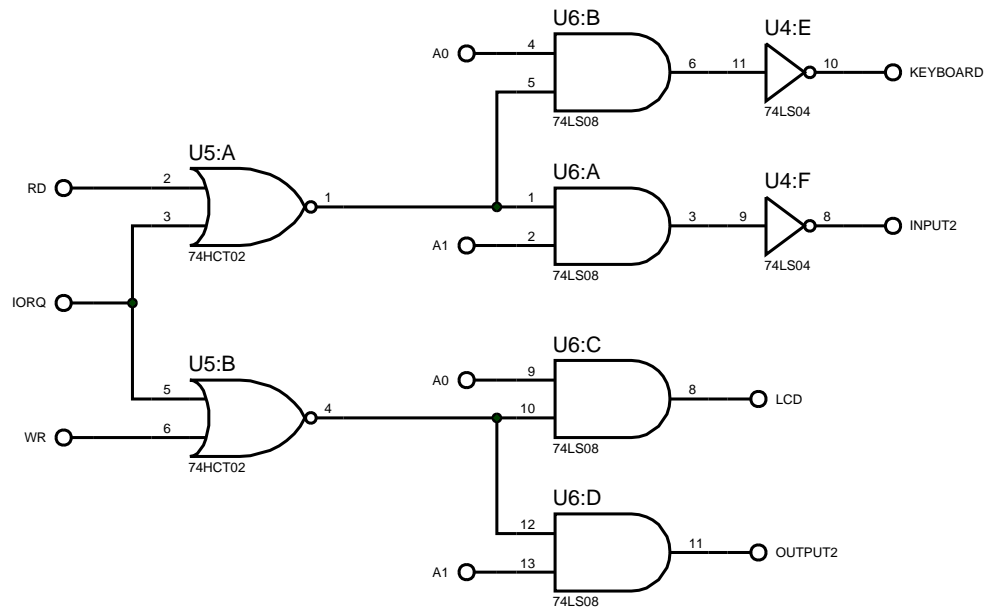 U6:B
A0
4
5
6
74LS08
U4:E
11
10
74LS04
KEYBOARD
U5:A
RD
2
3
1
74HCT02
U6:A
1
A1
2
3
74LS08
U4:F
9
8
74LS04
INPUT2
IORQ
U5:B
5
WR
6
4
74HCT02
U6:C
A0
9
10
8
74LS08
LCD
U6:D
12
A1
13
11
74LS08
OUTPUT2